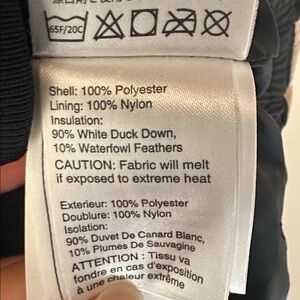 65F/20C
Shell: 100% Polyester
Lining: 100% Nylon
Insulation:
90% White Duck Down,
10% Waterfowl Feathers
CAUTION: Fabric will melt
if exposed to extreme heat
Exterieur: 100% Polyester
Doublure: 100% Nylon
Isolation:
90% Duvet De Canard Blanc,
10% Plumes De Sauvagine
ATTENTION : Tissu va
fondre en cas d'exposition
à une chaleur extrême